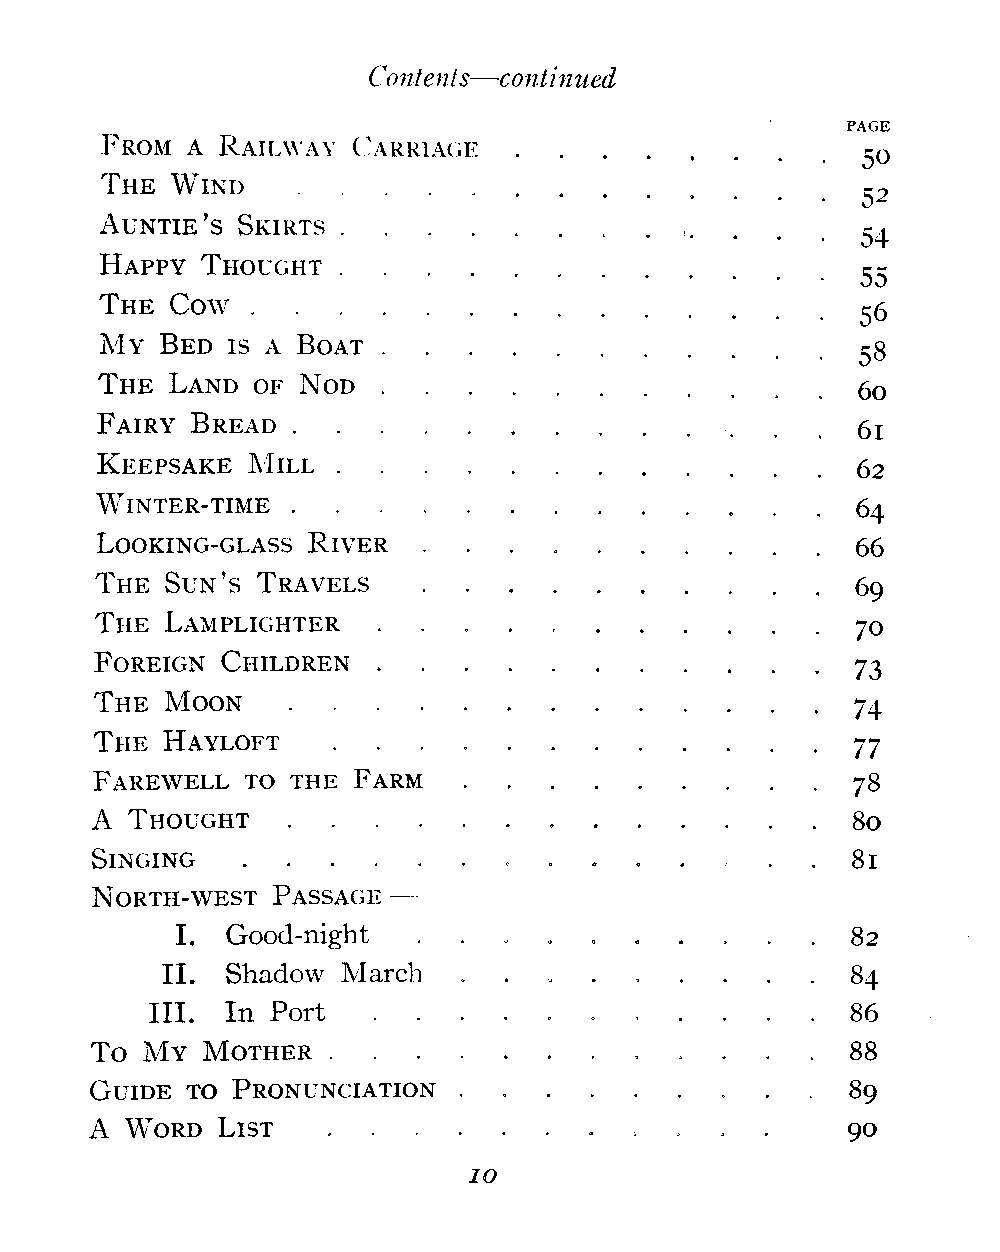 Contents—continued
PAGE
FROM A RAILWAY CARRIAGE . . . . . . . . 50
THE WIND . . . . . . . . . . . . . 52
AUNTIE'S SKIRTS . . . . . . . . . . . . 54
HAPPY THOUGHT . . . . . . . . . . . . 55
THE COW . . . . . . . . . . . . . . 56
MY BED IS A BOAT . . . . . . . . . . . 58
THE LAND OF NOD . . . . . . . . . . . 60
FAIRY BREAD . . . . . . . . . . . . . 61
KEEPSAKE MILL . . . . . . . . . . . . 62
WINTER-TIME . . . . . . . . . . . . . 64
LOOKING-GLASS RIVER . . . . . . . . . . 66
THE SUN'S TRAVELS . . . . . . . . . . 69
THE LAMPLIGHTER . . . . . . . . . . . 70
FOREIGN CHILDREN . . . . . . . . . . . 73
THE MOON . . . . . . . . . . . . . 74
THE HAYLOFT . . . . . . . . . . . . 77
FAREWELL TO THE FARM . . . . . . . . . 78
A THOUGHT . . . . . . . . . . . . . 80
SINGING . . . . . . . . . . . . . . 81
NORTH-WEST PASSAGE—
I. Good-night . . . . . . . . . . 82
II. Shadow March . . . . . . . . . 84
III. In Port . . . . . . . . . . . 86
TO MY MOTHER . . . . . . . . . . . . 88
GUIDE TO PRONUNCIATION . . . . . . . . . 89
A WORD LIST . . . . . . . . . . . 90
10